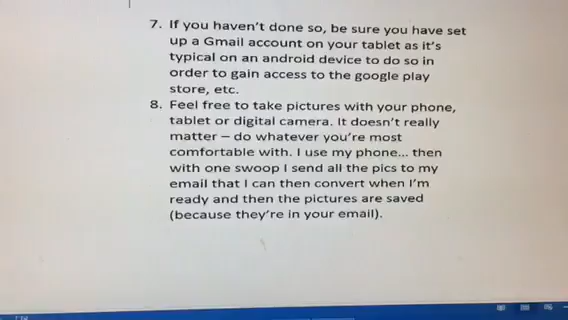 7. If you haven't done so, be sure you have set
up a Gmail account on your tablet as it's
typical on an android device to do so in
order to gain access to the google play
store, etc.
8. Feel free to take pictures with your phone,
tablet or digital camera. It doesn't really
matter – do whatever you're most
comfortable with. I use my phone... then
with one swoop I send all the pics to my
email that I can then convert when I'm
ready and then the pictures are saved
(because they're in your email).